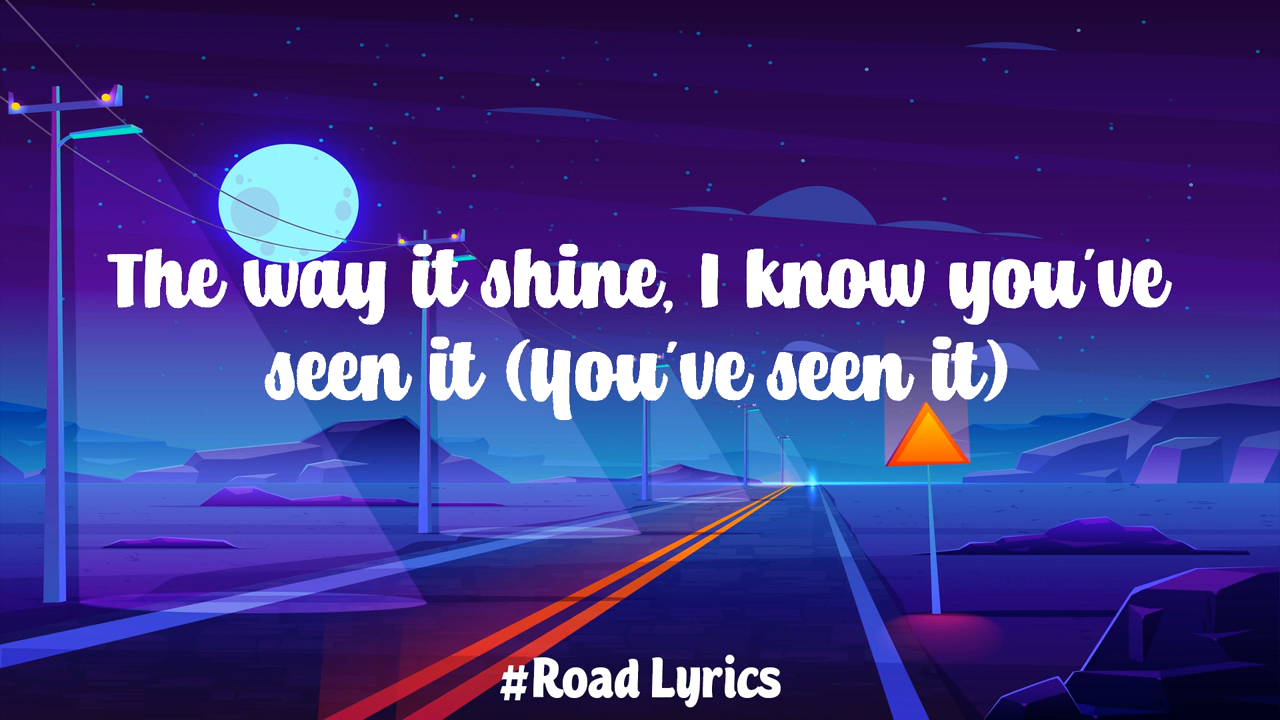 The way it shine, I know you've
seen it (You've seen it)
#Road Lyrics